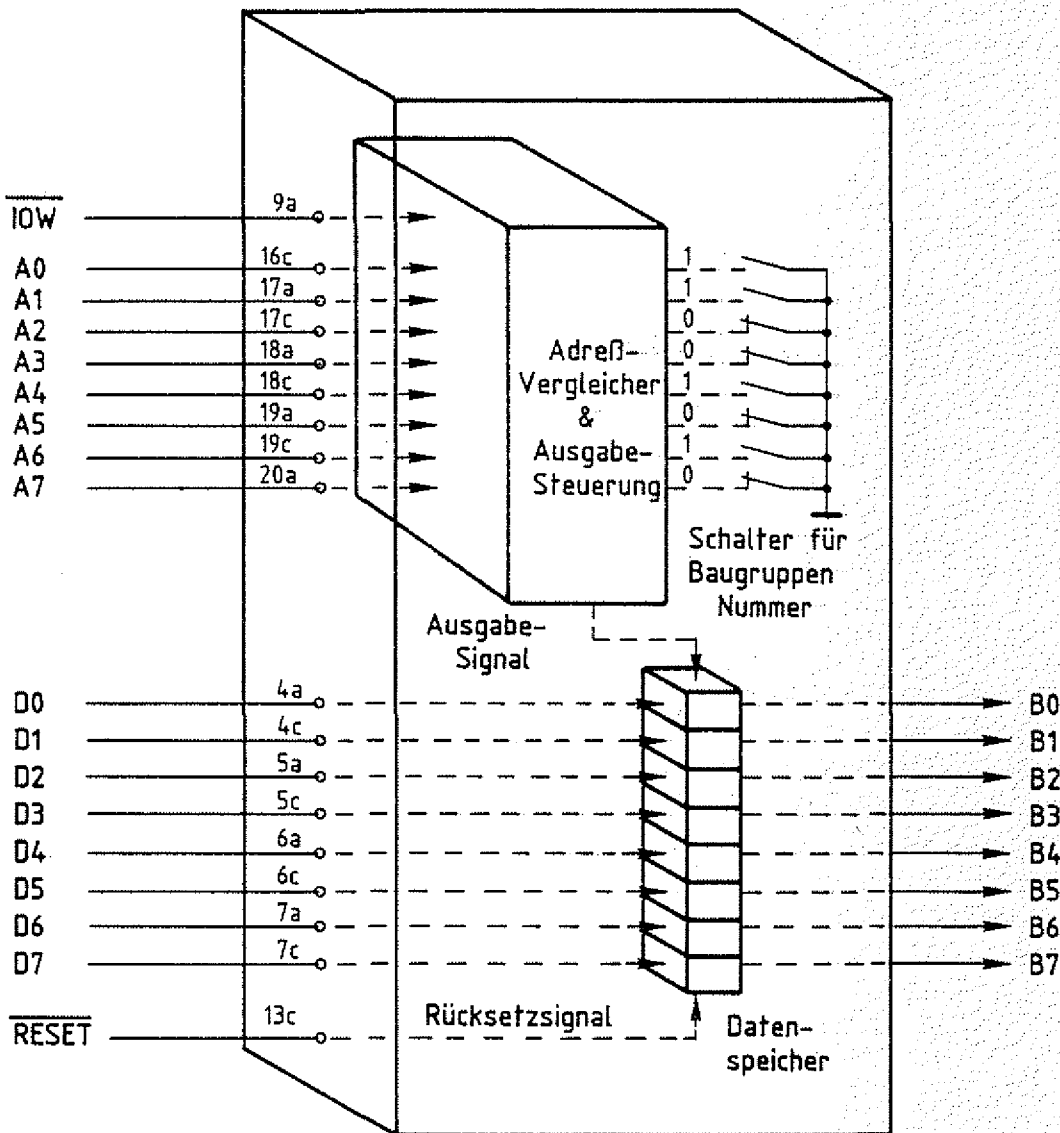 IOW 9a
A0 16c 1
A1 17a 1
A2 17c 0
A3 18a 0
A4 18c 1
A5 19a 0
A6 19c 1
A7 20a 0
Adreß-
Vergleicher
&
Ausgabe-
Steuerung
Schalter für
Baugruppen
Nummer
Ausgabe-
Signal
D0 4a B0
D1 4c B1
D2 5a B2
D3 5c B3
D4 6a B4
D5 6c B5
D6 7a B6
D7 7c B7
RESET 13c Rücksetzsignal
Daten-
speicher